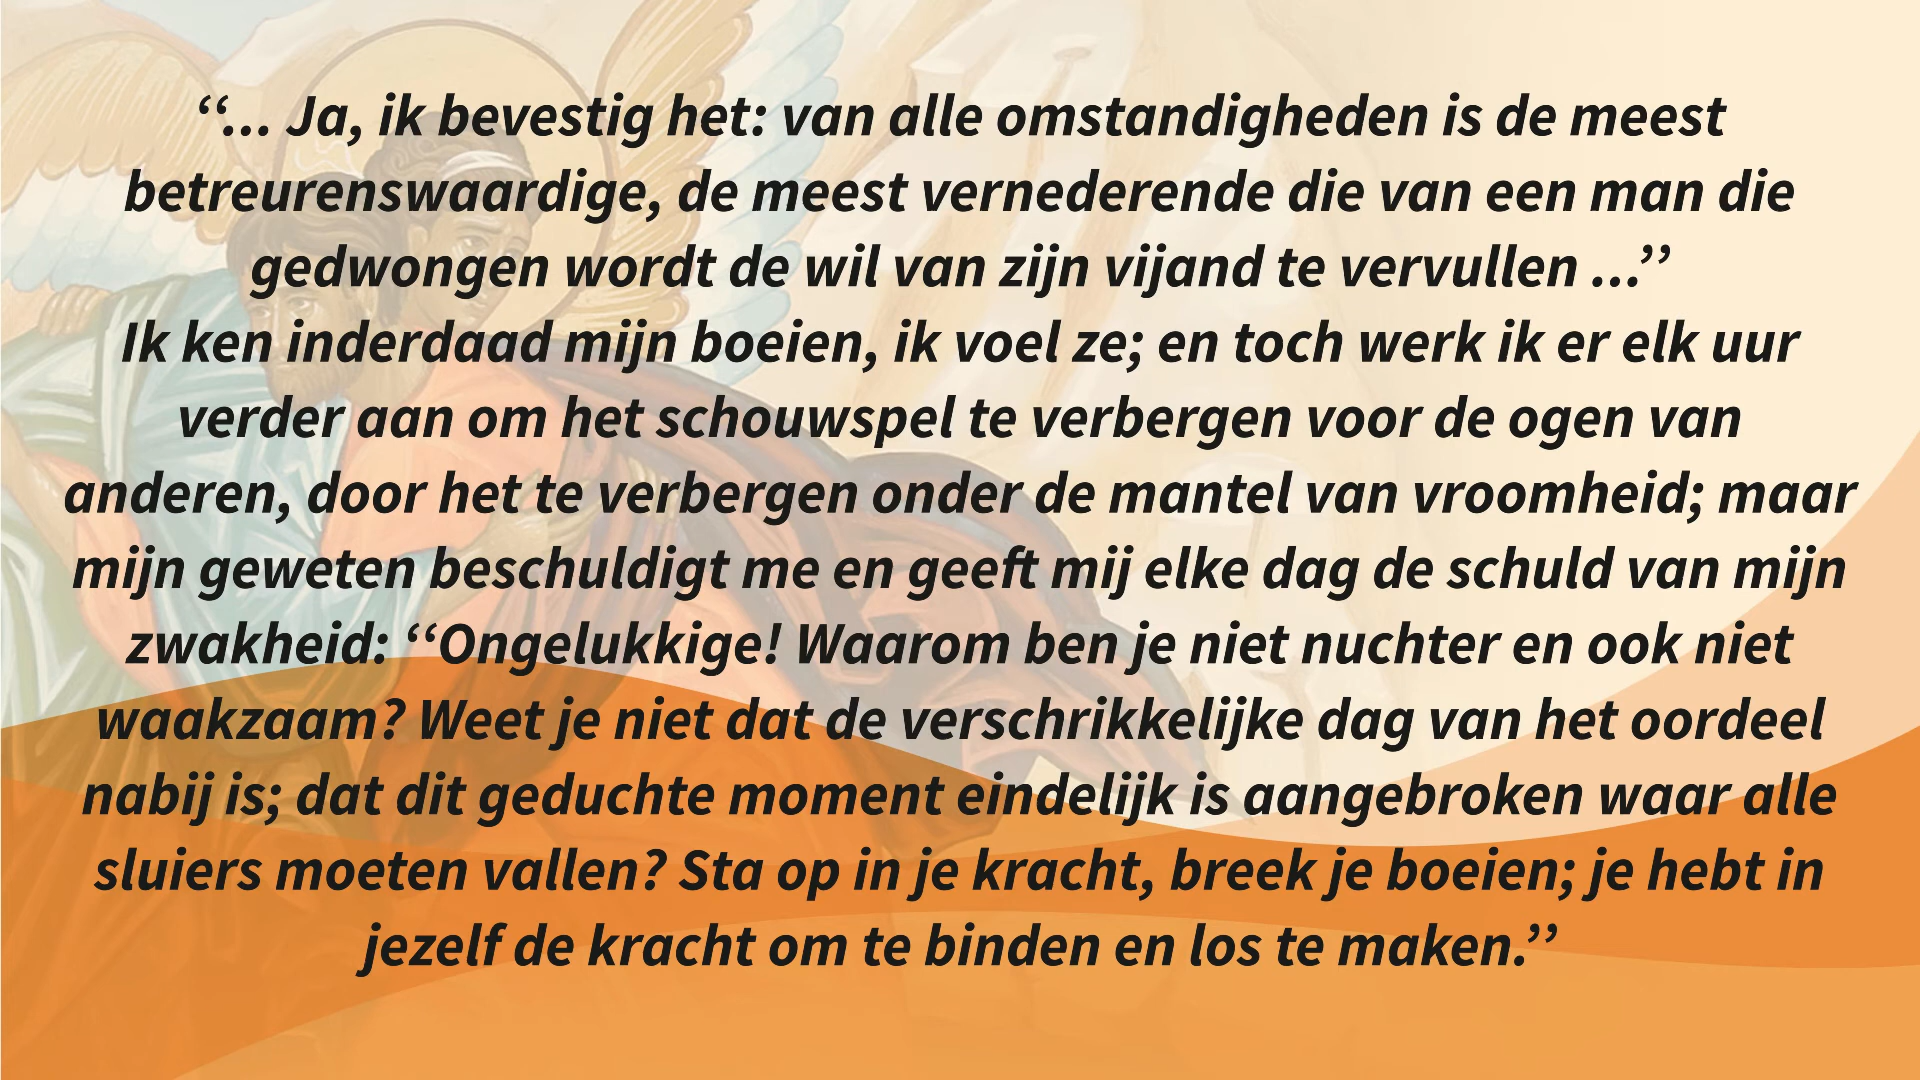 ‘‘... Ja, ik bevestig het: van alle omstandigheden is de meest
betreurenswaardige, de meest vernederende die van een man die
gedwongen wordt de wil van zijn vijand te vervullen ...’’
Ik ken inderdaad mijn boeien, ik voel ze; en toch werk ik er elk uur
verder aan om het schouwspel te verbergen voor de ogen van
anderen, door het te verbergen onder de mantel van vroomheid; maar
mijn geweten beschuldigt me en geeft mij elke dag de schuld van mijn
zwakheid: ‘‘Ongelukkige! Waarom ben je niet nuchter en ook niet
waakzaam? Weet je niet dat de verschrikkelijke dag van het oordeel
nabij is; dat dit geduchte moment eindelijk is aangebroken waar alle
sluiers moeten vallen? Sta op in je kracht, breek je boeien; je hebt in
jezelf de kracht om te binden en los te maken.’’